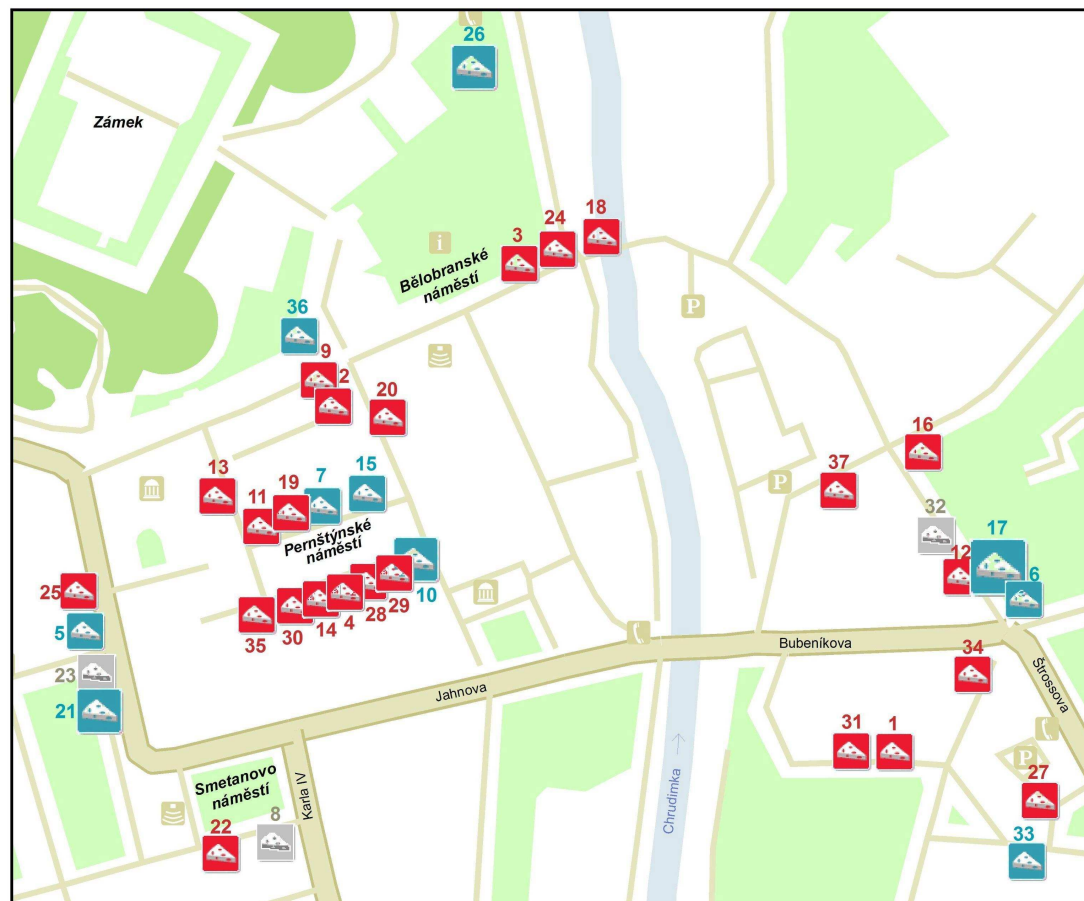 26
Zámek
18
24
3
i
Bělobranské
náměstí
P
36
9
2
20
16
13
7
15
37
19
P
11
32
17
Pernštýnské
náměstí
12
6
25
10
29
28
4
14
30
35
5
Bubeníkova
34
23
Štrossova
Jahnova
21
31
1
P
27
Smetanovo
náměstí
Karla IV
Chrudimka →
8
22
33